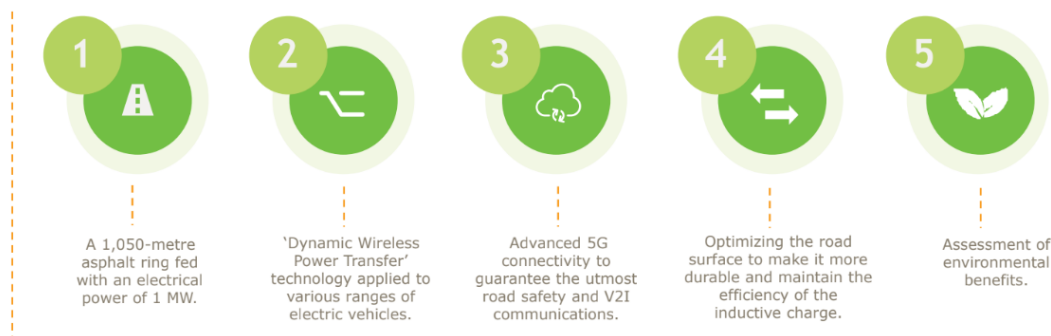 1
A 1,050-metre
asphalt ring fed
with an electrical
power of 1 MW.
2
‘Dynamic Wireless
Power Transfer’
technology applied to
various ranges of
electric vehicles.
3
Advanced 5G
connectivity to
guarantee the utmost
road safety and V2I
communications.
4
Optimizing the road
surface to make it more
durable and maintain the
efficiency of the
inductive charge.
5
Assessment of
environmental
benefits.